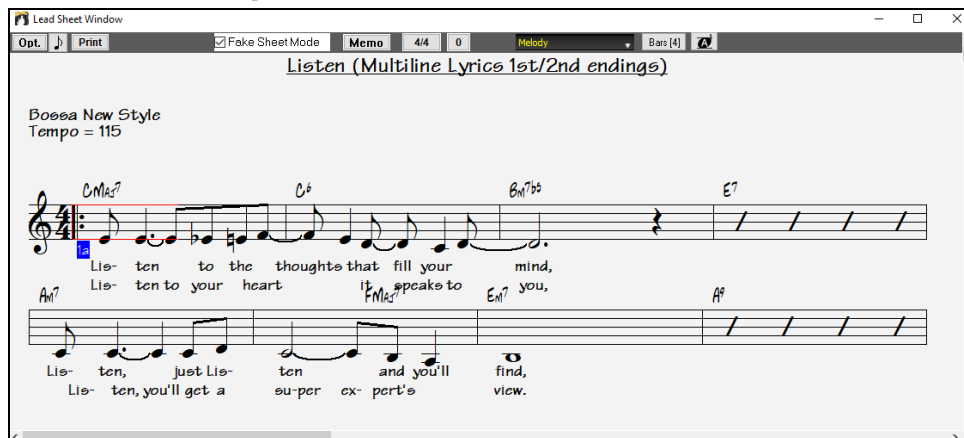 Lead Sheet Window
Opt. Print Fake Sheet Mode Memo 4/4 0 Melody Bars [4] A
Listen (Multiline Lyrics 1st/2nd endings)
Bossa New Style
Tempo = 115
CMAJ7 C6 Bm7b5 E7
4/4
1a
Lis- ten to the thoughts that fill your mind,
Lis- ten to your heart it speaks to you,
Am7 FMAJ7 Em7 A9
Lis- ten, just Lis- ten and you'll find,
Lis- ten, you'll get a su-per ex- pert's view.